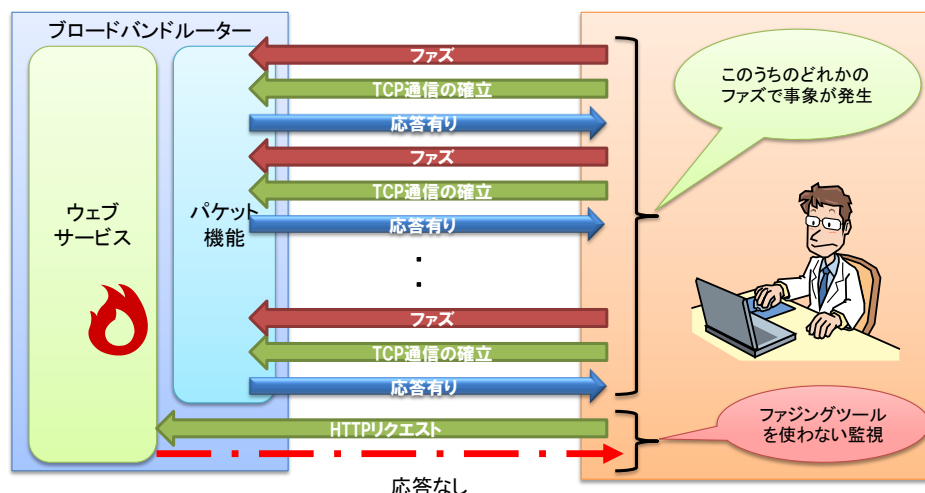 ブロードバンドルーター
ウェブ
サービス
パケット
機能
ファズ
TCP通信の確立
応答有り
ファズ
TCP通信の確立
応答有り
・
・
ファズ
TCP通信の確立
応答有り
HTTPリクエスト
応答なし
このうちのどれかの
ファズで事象が発生
ファジングツール
を使わない監視